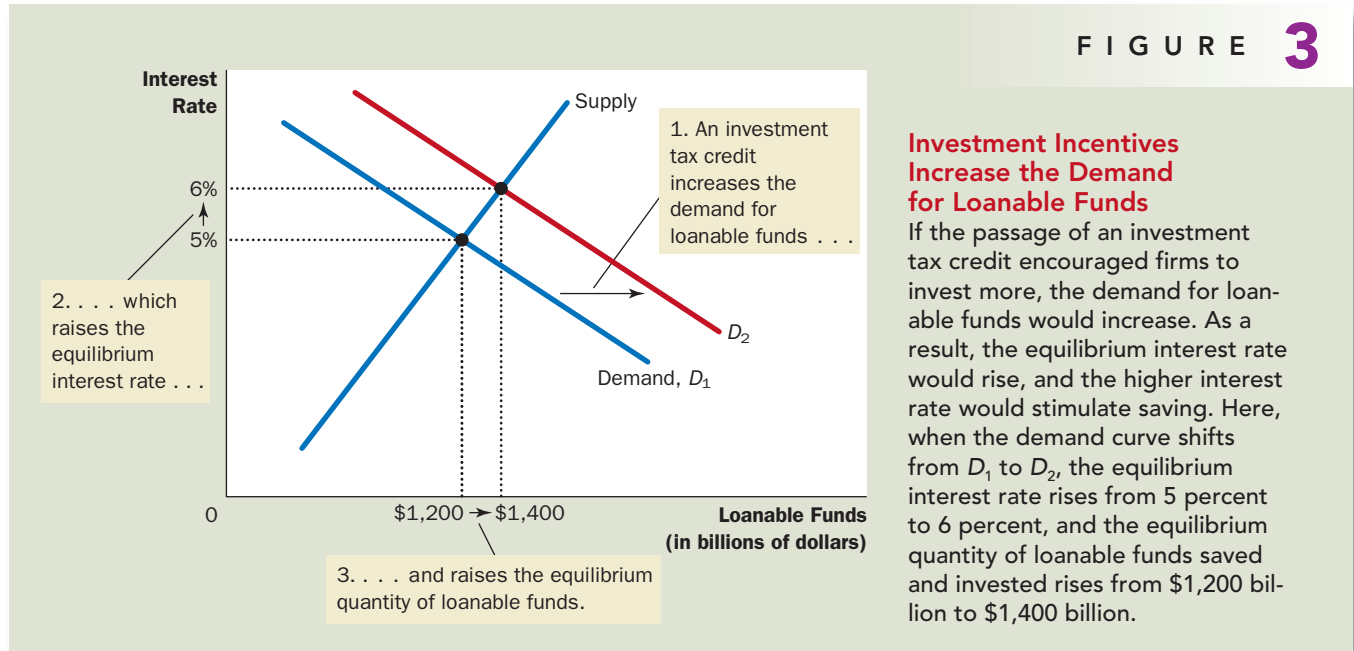 FIGURE 3
Interest
Rate
Supply
1. An investment
tax credit
increases the
demand for
loanable funds . . .
6%
5%
2. . . . which
raises the
equilibrium
interest rate . . .
D2
Demand, D1
0
$1,200
$1,400
Loanable Funds
(in billions of dollars)
3. . . . and raises the equilibrium
quantity of loanable funds.
Investment Incentives
Increase the Demand
for Loanable Funds
If the passage of an investment
tax credit encouraged firms to
invest more, the demand for loan-
able funds would increase. As a
result, the equilibrium interest rate
would rise, and the higher interest
rate would stimulate saving. Here,
when the demand curve shifts
from D1 to D2, the equilibrium
interest rate rises from 5 percent
to 6 percent, and the equilibrium
quantity of loanable funds saved
and invested rises from $1,200 bil-
lion to $1,400 billion.